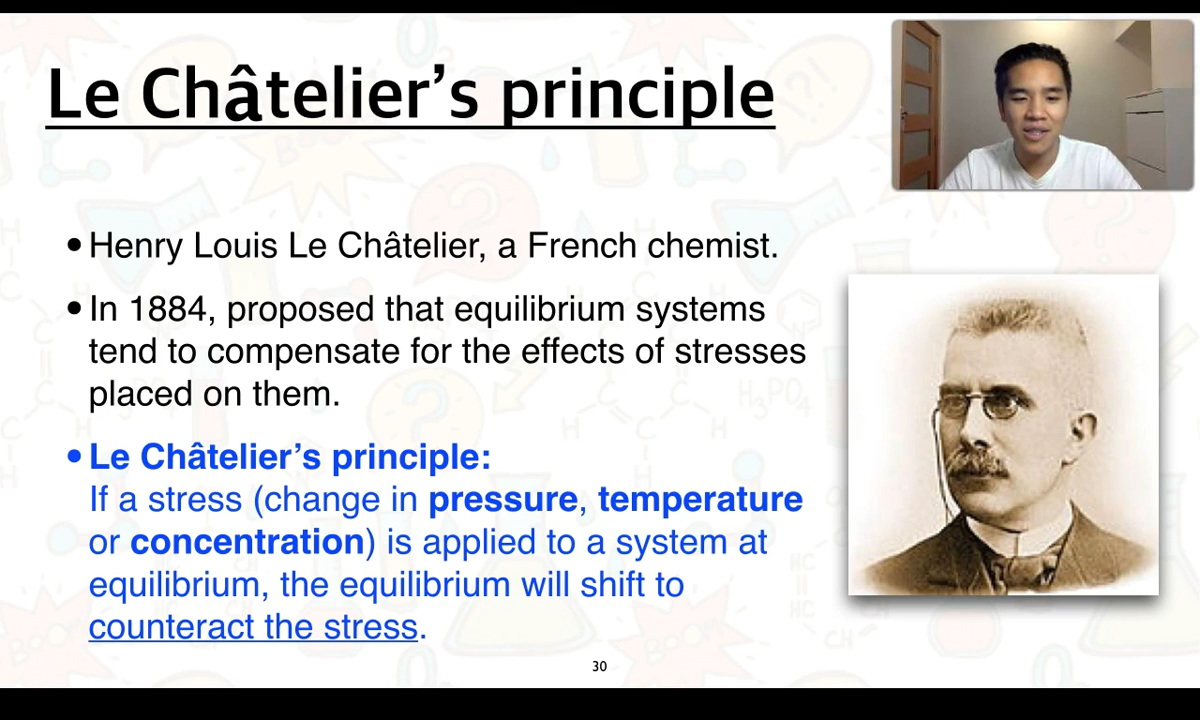 Le Châtelier’s principle
•Henry Louis Le Châtelier, a French chemist.
•In 1884, proposed that equilibrium systems
tend to compensate for the effects of stresses
placed on them.
•Le Châtelier’s principle:
If a stress (change in pressure, temperature
or concentration) is applied to a system at
equilibrium, the equilibrium will shift to
counteract the stress.
H₃PO₄
30